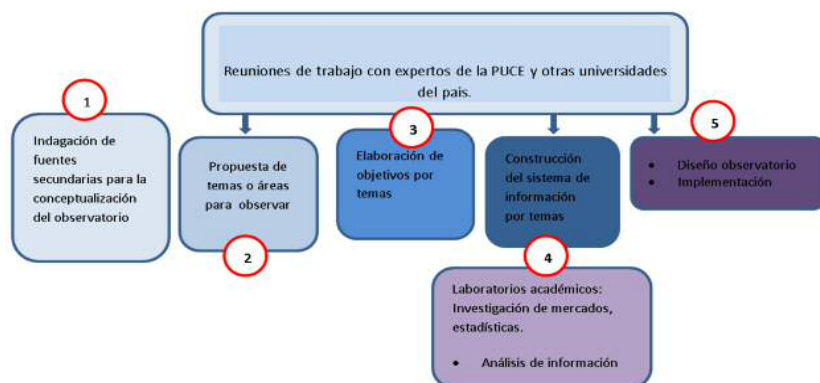 Reuniones de trabajo con expertos de la PUCE y otras universidades
del país.
1
Indagación de
fuentes
secundarias para la
conceptualización
del observatorio
Propuesta de
temas o áreas
para observar
2
3
Elaboración de
objetivos por
temas
Construcción
del sistema de
información
por temas
4
Laboratorios académicos:
Investigación de mercados,
estadísticas.
• Análisis de información
5
• Diseño observatorio
• Implementación